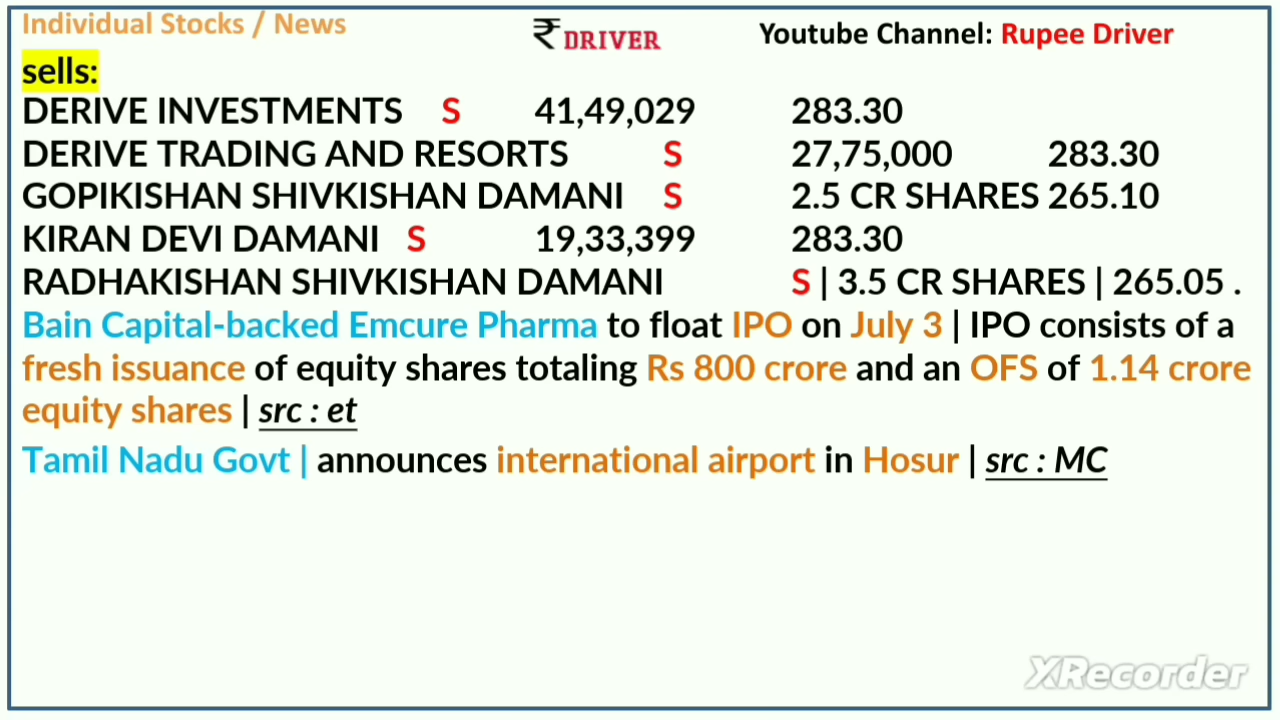 Individual Stocks / News
₹ DRIVER
Youtube Channel: Rupee Driver
sells:
DERIVE INVESTMENTS S 41,49,029 283.30
DERIVE TRADING AND RESORTS S 27,75,000 283.30
GOPIKISHAN SHIVKISHAN DAMANI S 2.5 CR SHARES 265.10
KIRAN DEVI DAMANI S 19,33,399 283.30
RADHAKISHAN SHIVKISHAN DAMANI S | 3.5 CR SHARES | 265.05 .
Bain Capital-backed Emcure Pharma to float IPO on July 3 | IPO consists of a
fresh issuance of equity shares totaling Rs 800 crore and an OFS of 1.14 crore
equity shares | src : et
Tamil Nadu Govt | announces international airport in Hosur | src : MC
XRecorder